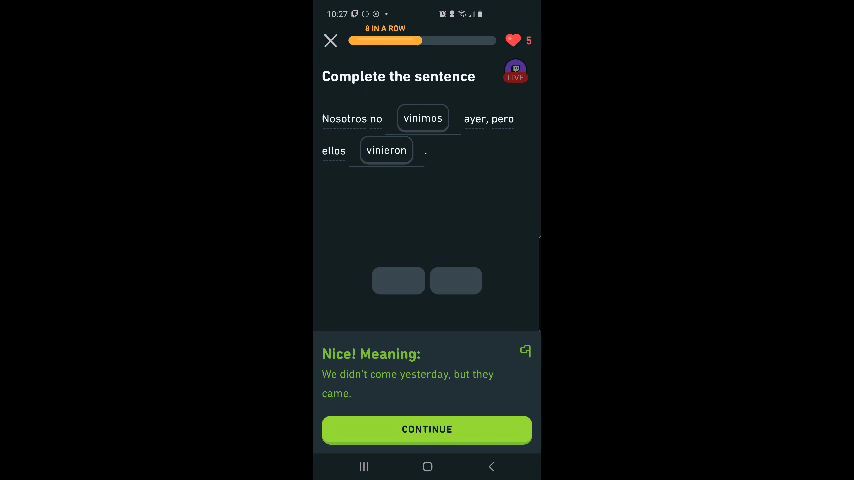 10:27
8 IN A ROW
5
Complete the sentence
LIVE
Nosotros no vinimos ayer, pero
ellos vinieron .
Nice! Meaning:
We didn't come yesterday, but they
came.
CONTINUE